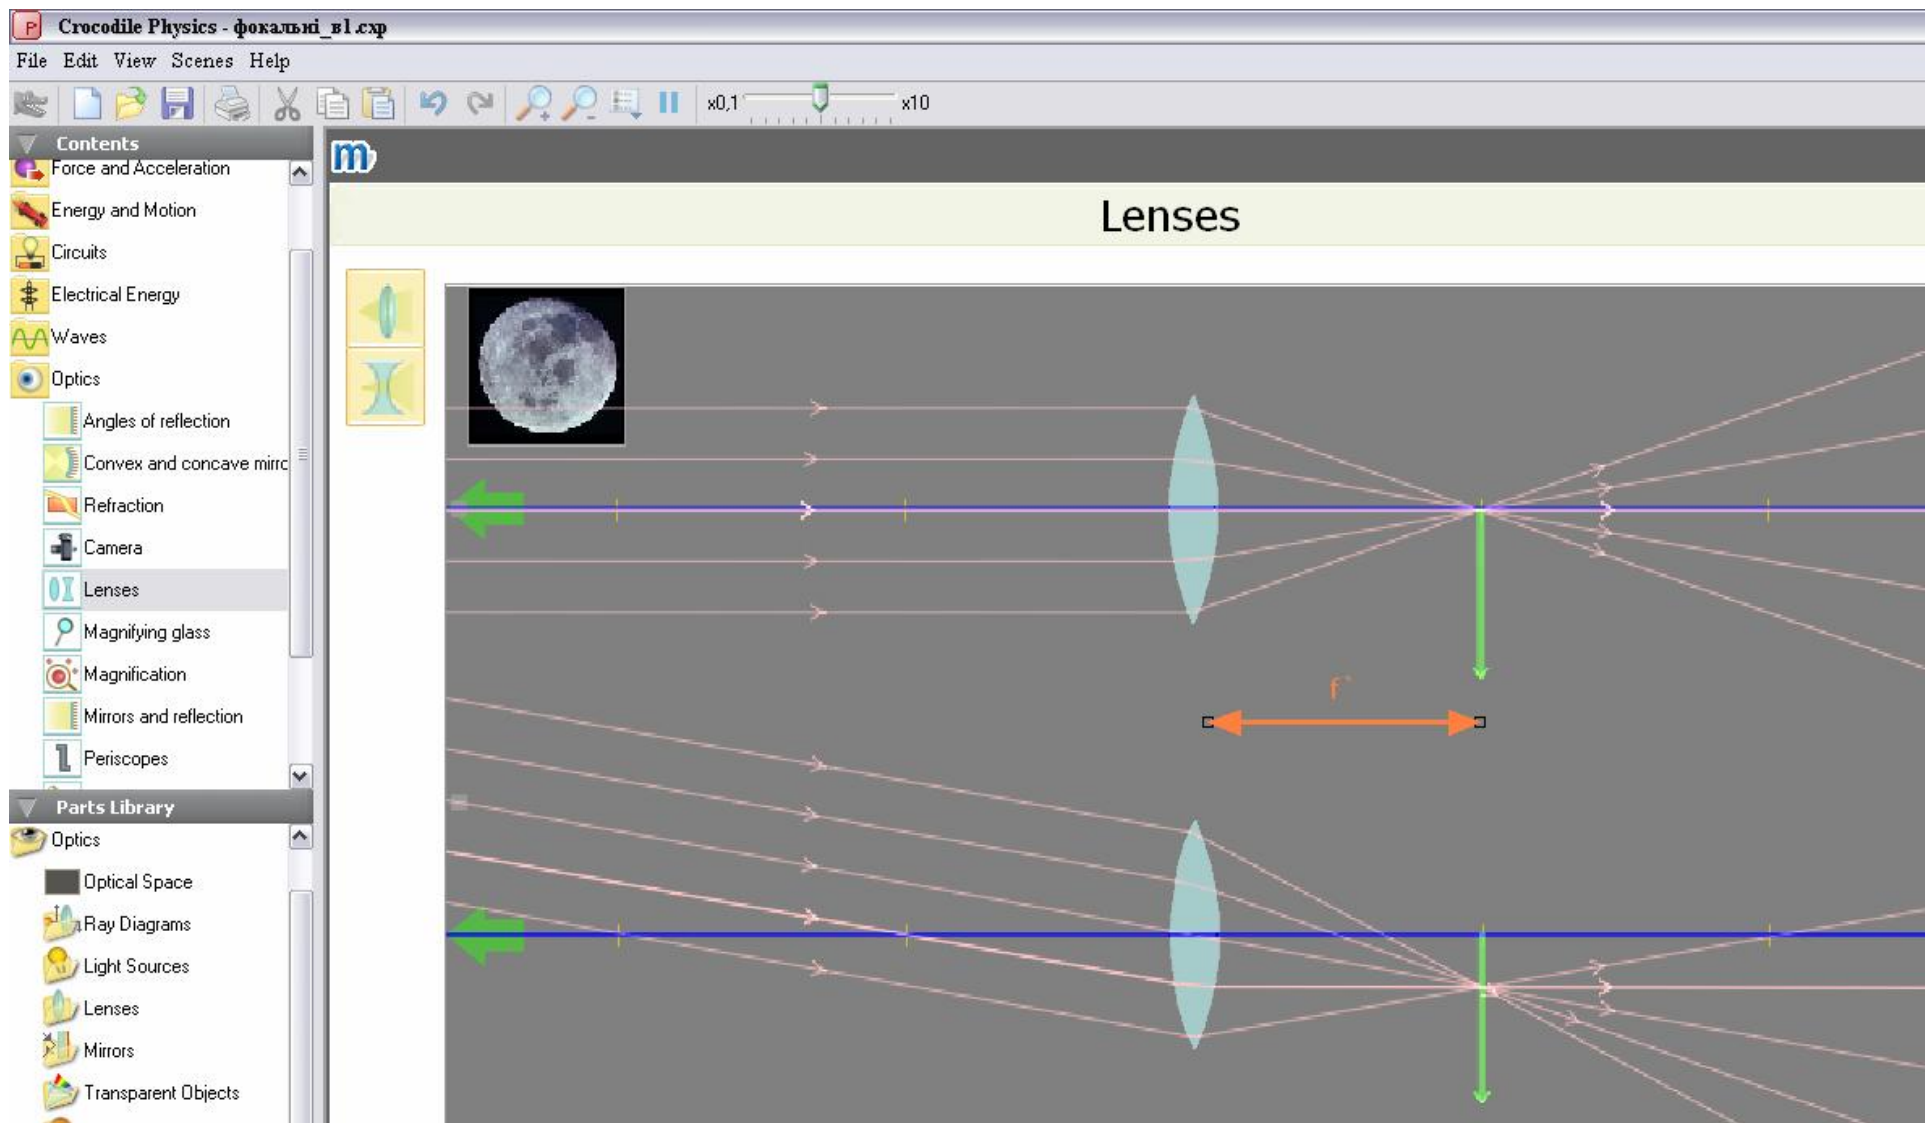 Crocodile Physics - фокальні_в1.cxp
File Edit View Scenes Help
x0,1 x10
Contents
Force and Acceleration
Energy and Motion
Circuits
Electrical Energy
Waves
Optics
Angles of reflection
Convex and concave mirrc
Refraction
Camera
Lenses
Magnifying glass
Magnification
Mirrors and reflection
Periscopes
Parts Library
Optics
Optical Space
Ray Diagrams
Light Sources
Lenses
Mirrors
Transparent Objects
m
Lenses
f'